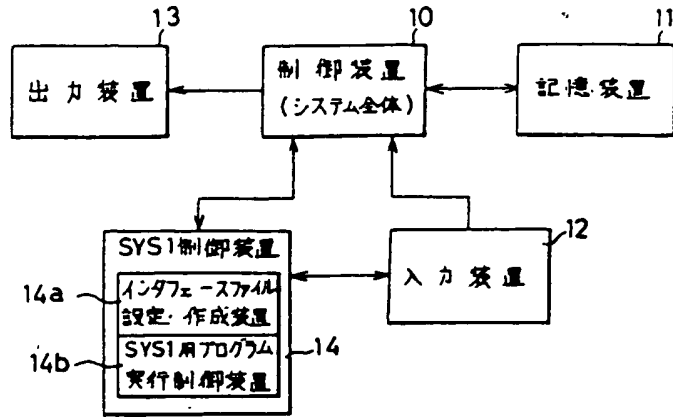 13
出力装置
10
制御装置
(システム全体)
11
記憶装置
SYS1制御装置
14a
インタフェースファイル
設定・作成装置
14b
SYS1用プログラム
実行制御装置
14
12
入力装置